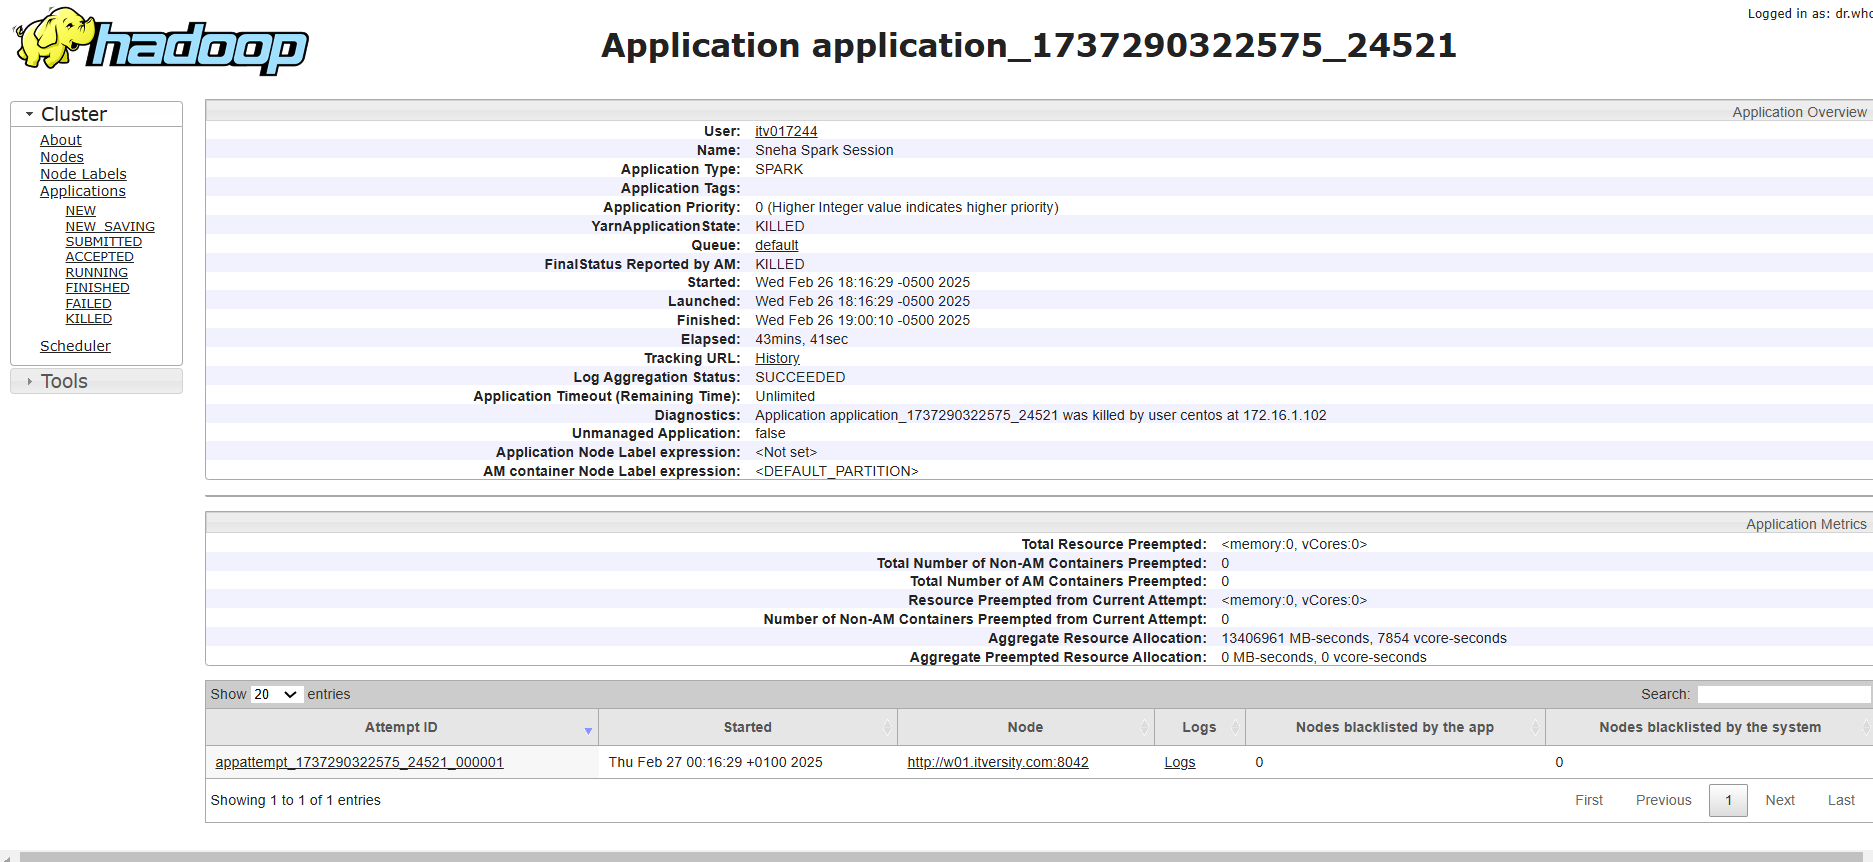 Logged in as: dr.who
hadoop
Application application_1737290322575_24521
Cluster
About
Nodes
Node Labels
Applications
NEW
NEW_SAVING
SUBMITTED
ACCEPTED
RUNNING
FINISHED
FAILED
KILLED
Scheduler
Tools
Application Overview
User: itv017244
Name: Sneha Spark Session
Application Type: SPARK
Application Tags:
Application Priority: 0 (Higher Integer value indicates higher priority)
YarnApplicationState: KILLED
Queue: default
FinalStatus Reported by AM: KILLED
Started: Wed Feb 26 18:16:29 -0500 2025
Launched: Wed Feb 26 18:16:29 -0500 2025
Finished: Wed Feb 26 19:00:10 -0500 2025
Elapsed: 43mins, 41sec
Tracking URL: History
Log Aggregation Status: SUCCEEDED
Application Timeout (Remaining Time): Unlimited
Diagnostics: Application application_1737290322575_24521 was killed by user centos at 172.16.1.102
Unmanaged Application: false
Application Node Label expression: <Not set>
AM container Node Label expression: <DEFAULT_PARTITION>
Application Metrics
Total Resource Preempted: <memory:0, vCores:0>
Total Number of Non-AM Containers Preempted: 0
Total Number of AM Containers Preempted: 0
Resource Preempted from Current Attempt: <memory:0, vCores:0>
Number of Non-AM Containers Preempted from Current Attempt: 0
Aggregate Resource Allocation: 13406961 MB-seconds, 7854 vcore-seconds
Aggregate Preempted Resource Allocation: 0 MB-seconds, 0 vcore-seconds
Show 20 entries Search:
Attempt ID Started Node Logs Nodes blacklisted by the app Nodes blacklisted by the system
appattempt_1737290322575_24521_000001 Thu Feb 27 00:16:29 +0100 2025 http://w01.itversity.com:8042 Logs 0 0
Showing 1 to 1 of 1 entries First Previous 1 Next Last